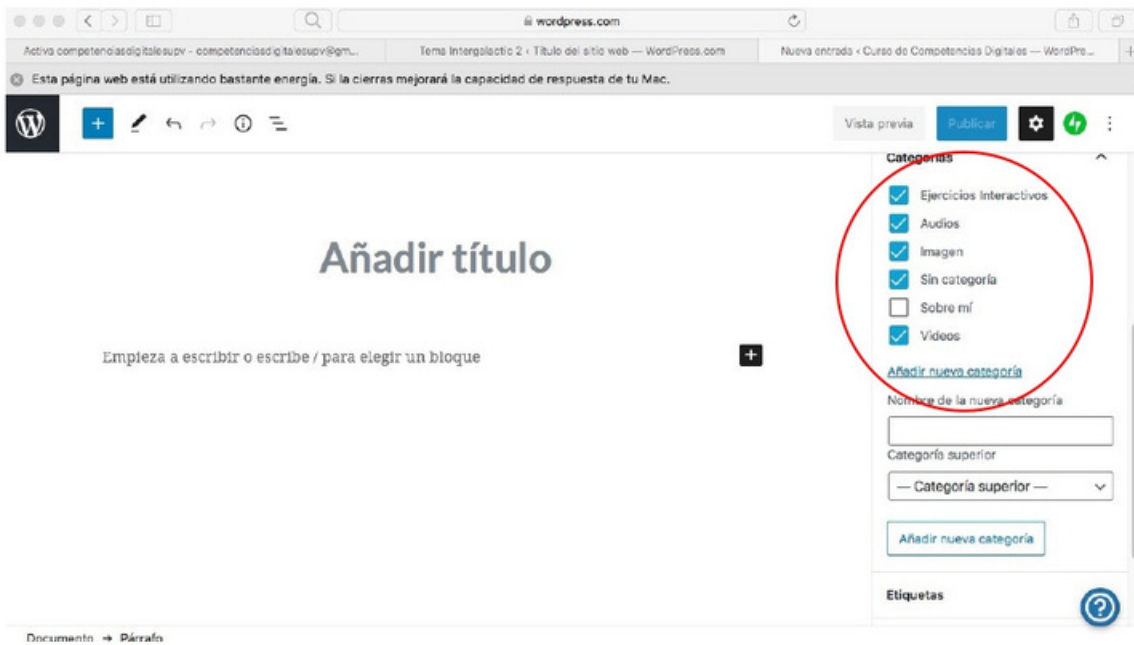 wordpress.com
Activa competenciasdigitalesupv - competenciasdigitalesupv@gm...
Tema Intergalactic 2 ‹ Título del sitio web — WordPress.com
Nueva entrada ‹ Curso de Competencias Digitales — WordPre...
Esta página web está utilizando bastante energía. Si la cierras mejorará la capacidad de respuesta de tu Mac.
Vista previa
Publicar
Categorías
Ejercicios Interactivos
Audios
Imagen
Sin categoría
Sobre mí
Videos
Añadir título
Empieza a escribir o escribe / para elegir un bloque
Añadir nueva categoría
Nombre de la nueva categoría
Categoría superior
— Categoría superior —
Añadir nueva categoría
Etiquetas
Documento → Párrafo